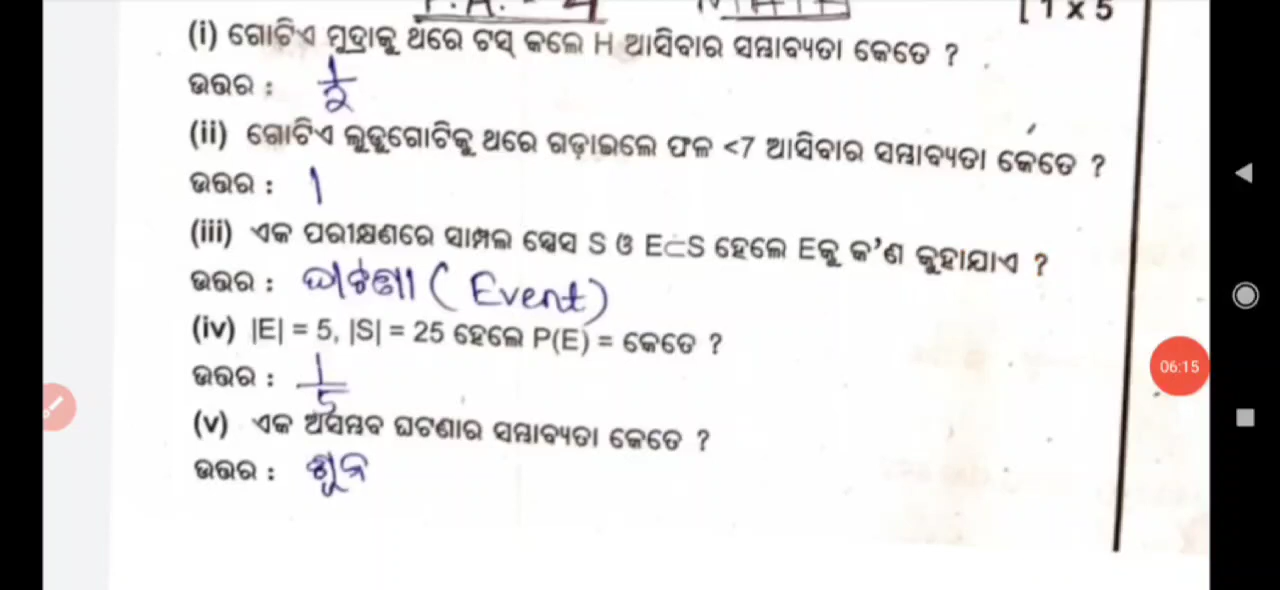 [ 1 x 5
(i) ଗୋଟିଏ ମୁଦ୍ରାକୁ ଥରେ ଟସ୍ କଲେ H ଆସିବାର ସମ୍ଭାବ୍ୟତା କେତେ ?
ଉତ୍ତର : 1/2
(ii) ଗୋଟିଏ ଲୁଡୁଗୋଟିକୁ ଥରେ ଗଡ଼ାଇଲେ ଫଳ <7 ଆସିବାର ସମ୍ଭାବ୍ୟତା କେତେ ?
ଉତ୍ତର : 1
(iii) ଏକ ପରୀକ୍ଷଣରେ ସାମ୍ପଲ ସ୍ପେସ S ଓ E⊂S ହେଲେ Eକୁ କ'ଣ କୁହାଯାଏ ?
ଉତ୍ତର : ଘଟଣା ( Event)
(iv) |E| = 5, |S| = 25 ହେଲେ P(E) = କେତେ ?
ଉତ୍ତର : 1/5
(v) ଏକ ଅସମ୍ଭବ ଘଟଣାର ସମ୍ଭାବ୍ୟତା କେତେ ?
ଉତ୍ତର : ଶୂନ
06:15